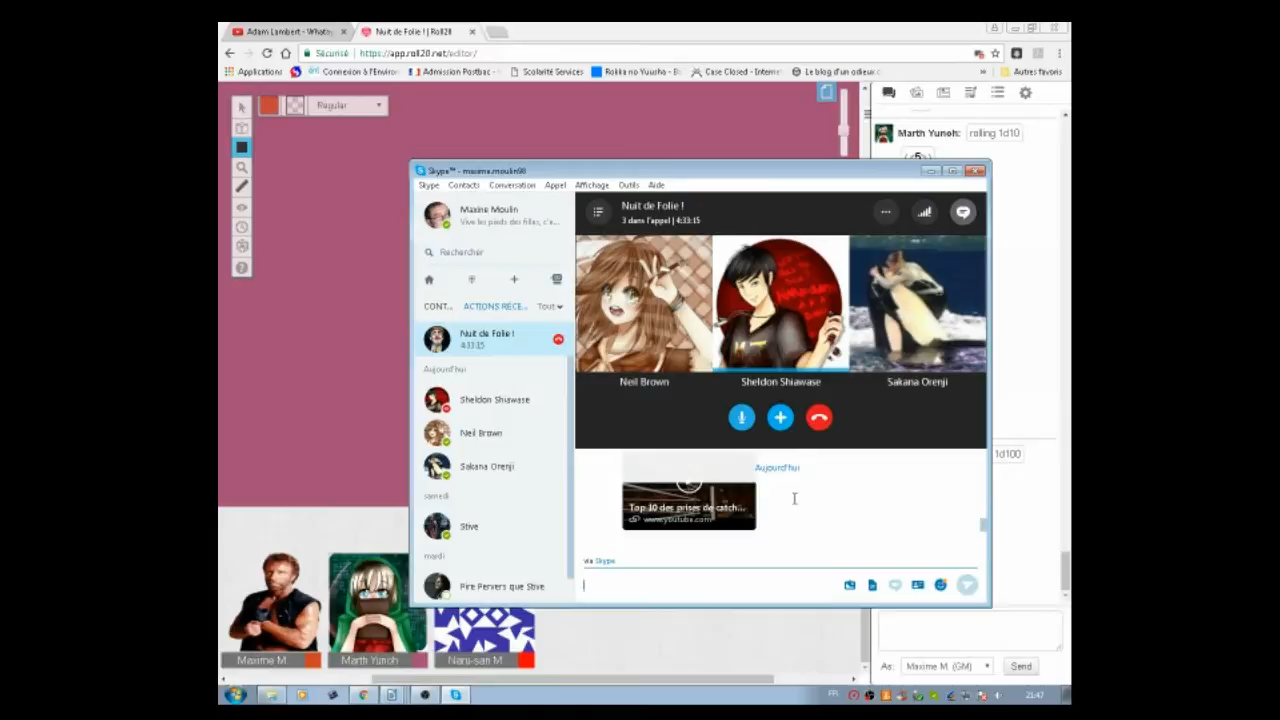 Adam Lambert - Whata
Nuit de Folie ! | Roll20
Sécurisé
https://app.roll20.net/editor/
Applications
Connexion à l'Enviro
Admission Postbac -
Scolarité Services
Rokka no Yuusha -
Case Closed - Interne
Le blog d'un odieux c
Autres favoris
Regular
Marth Yunoh:
rolling 1d10
5
Skype™ - maxime.moulin98
Skype
Contacts
Conversation
Appel
Affichage
Outils
Aide
Maxine Moulin
Vive les pieds des filles, c'e...
Rechercher
CONT...
ACTIONS RÉCE...
Tout
Nuit de Folie !
4:33:15
Aujourd'hui
Sheldon Shiawase
Neil Brown
Sakana Orenji
samedi
Stive
mardi
Pire Pervers que Stive
Nuit de Folie !
3 dans l'appel | 4:33:15
Neil Brown
Sheldon Shiawase
Sakana Orenji
Aujourd'hui
Top 10 des prises de catch...
www.youtube.com
via Skype
1d100
Maxime M.
Marth Yunoh
Naru-san M
As:
Maxime M. (GM)
Send
FR
21:47